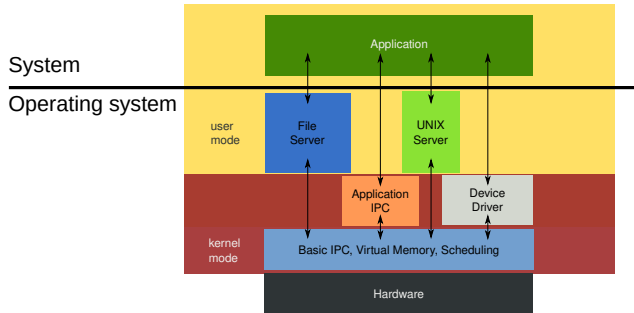 Application
System
Operating system
user
mode
File
Server
UNIX
Server
Application
IPC
Device
Driver
kernel
mode
Basic IPC, Virtual Memory, Scheduling
Hardware